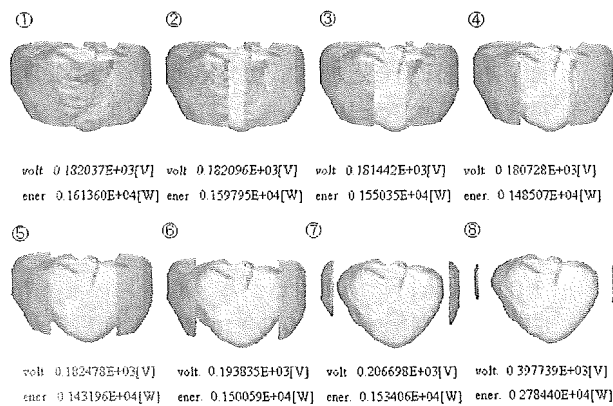 ① ② ③ ④
volt 0.182037E+03[V] volt 0.182096E+03[V] volt 0.181442E+03[V] volt 0.180728E+03[V]
ener 0.161360E+04[W] ener 0.159795E+04[W] ener. 0.155035E+04[W] ener. 0.148507E+04[W]
⑤ ⑥ ⑦ ⑧
volt 0.182478E+03[V] volt. 0.193835E+03[V] volt. 0.206698E+03[V] volt. 0.397739E+03[V]
ener 0.143196E+04[W] ener. 0.150059E+04[W] ener. 0.153406E+04[W] ener. 0.278440E+04[W]